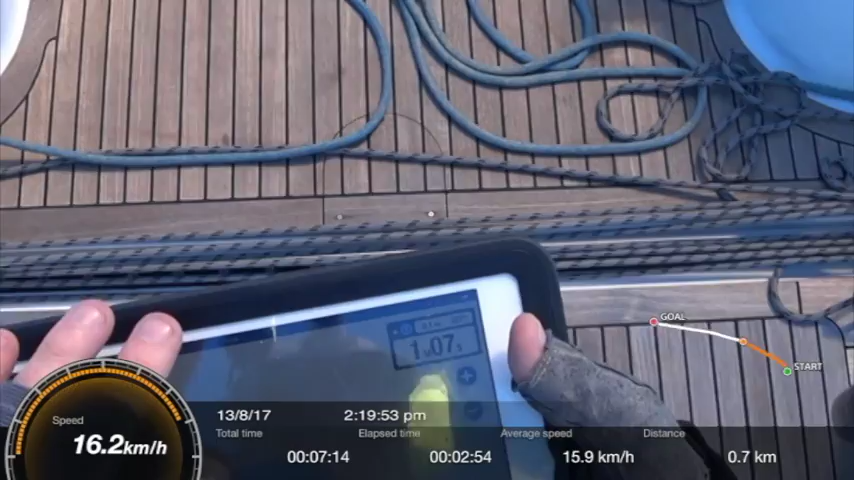 GOAL
START
Speed
16.2km/h
13/8/17 2:19:53 pm
Total time Elapsed time Average speed Distance
00:07:14 00:02:54 15.9 km/h 0.7 km